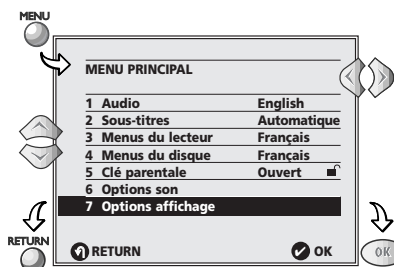 MENU
MENU PRINCIPAL
1 Audio English
2 Sous-titres Automatique
3 Menus du lecteur Français
4 Menus du disque Français
5 Clé parentale Ouvert
6 Options son
7 Options affichage
RETURN
RETURN
OK
OK